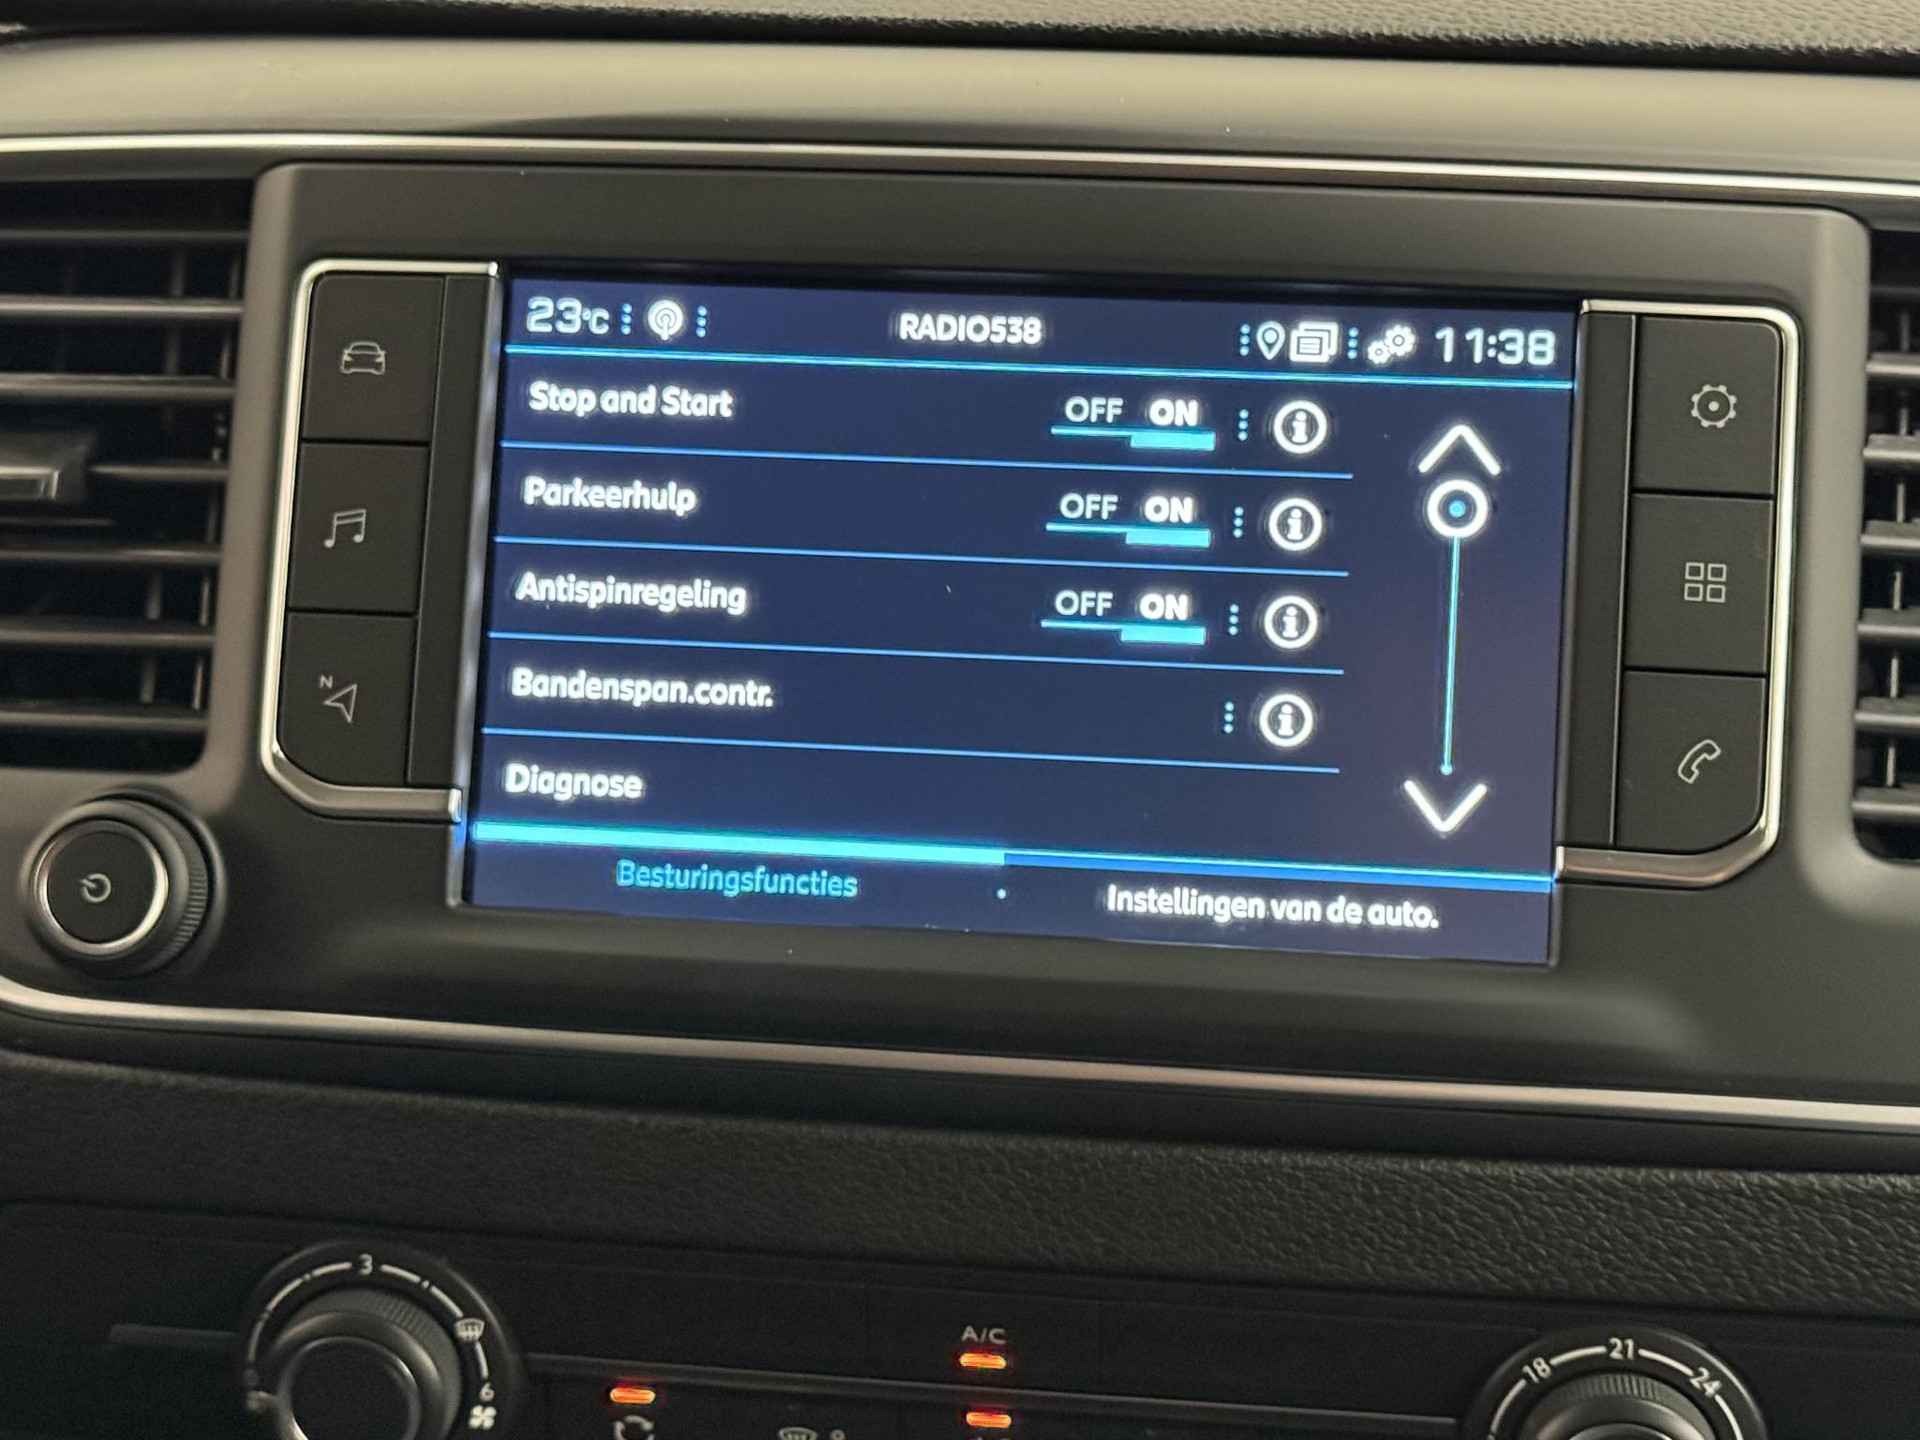 23°C RADIO538 11:38
Stop and Start OFF ON
Parkeerhulp OFF ON
Antispinregeling OFF ON
Bandenspan.contr.
Diagnose
Besturingsfuncties
Instellingen van de auto.
N
3
6
A/C
18 21 24